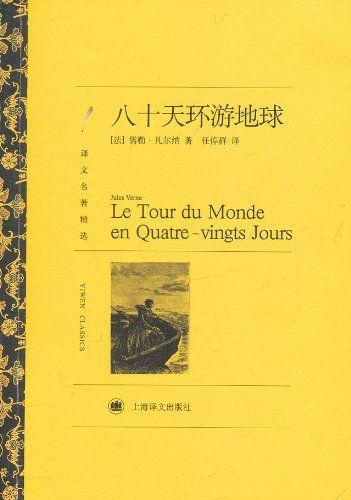 八十天环游地球
[法] 儒勒·凡尔纳 著 任倬群 译
译文名著精选
YIWEN CLASSICS
Jules Verne
Le Tour du Monde
en Quatre-vingts Jours
上海译文出版社